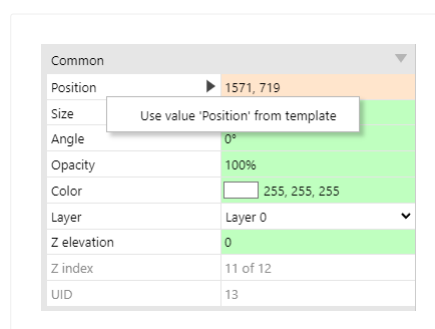 Common
Position 1571, 719
Size Use value 'Position' from template
Angle 0°
Opacity 100%
Color 255, 255, 255
Layer Layer 0
Z elevation 0
Z index 11 of 12
UID 13